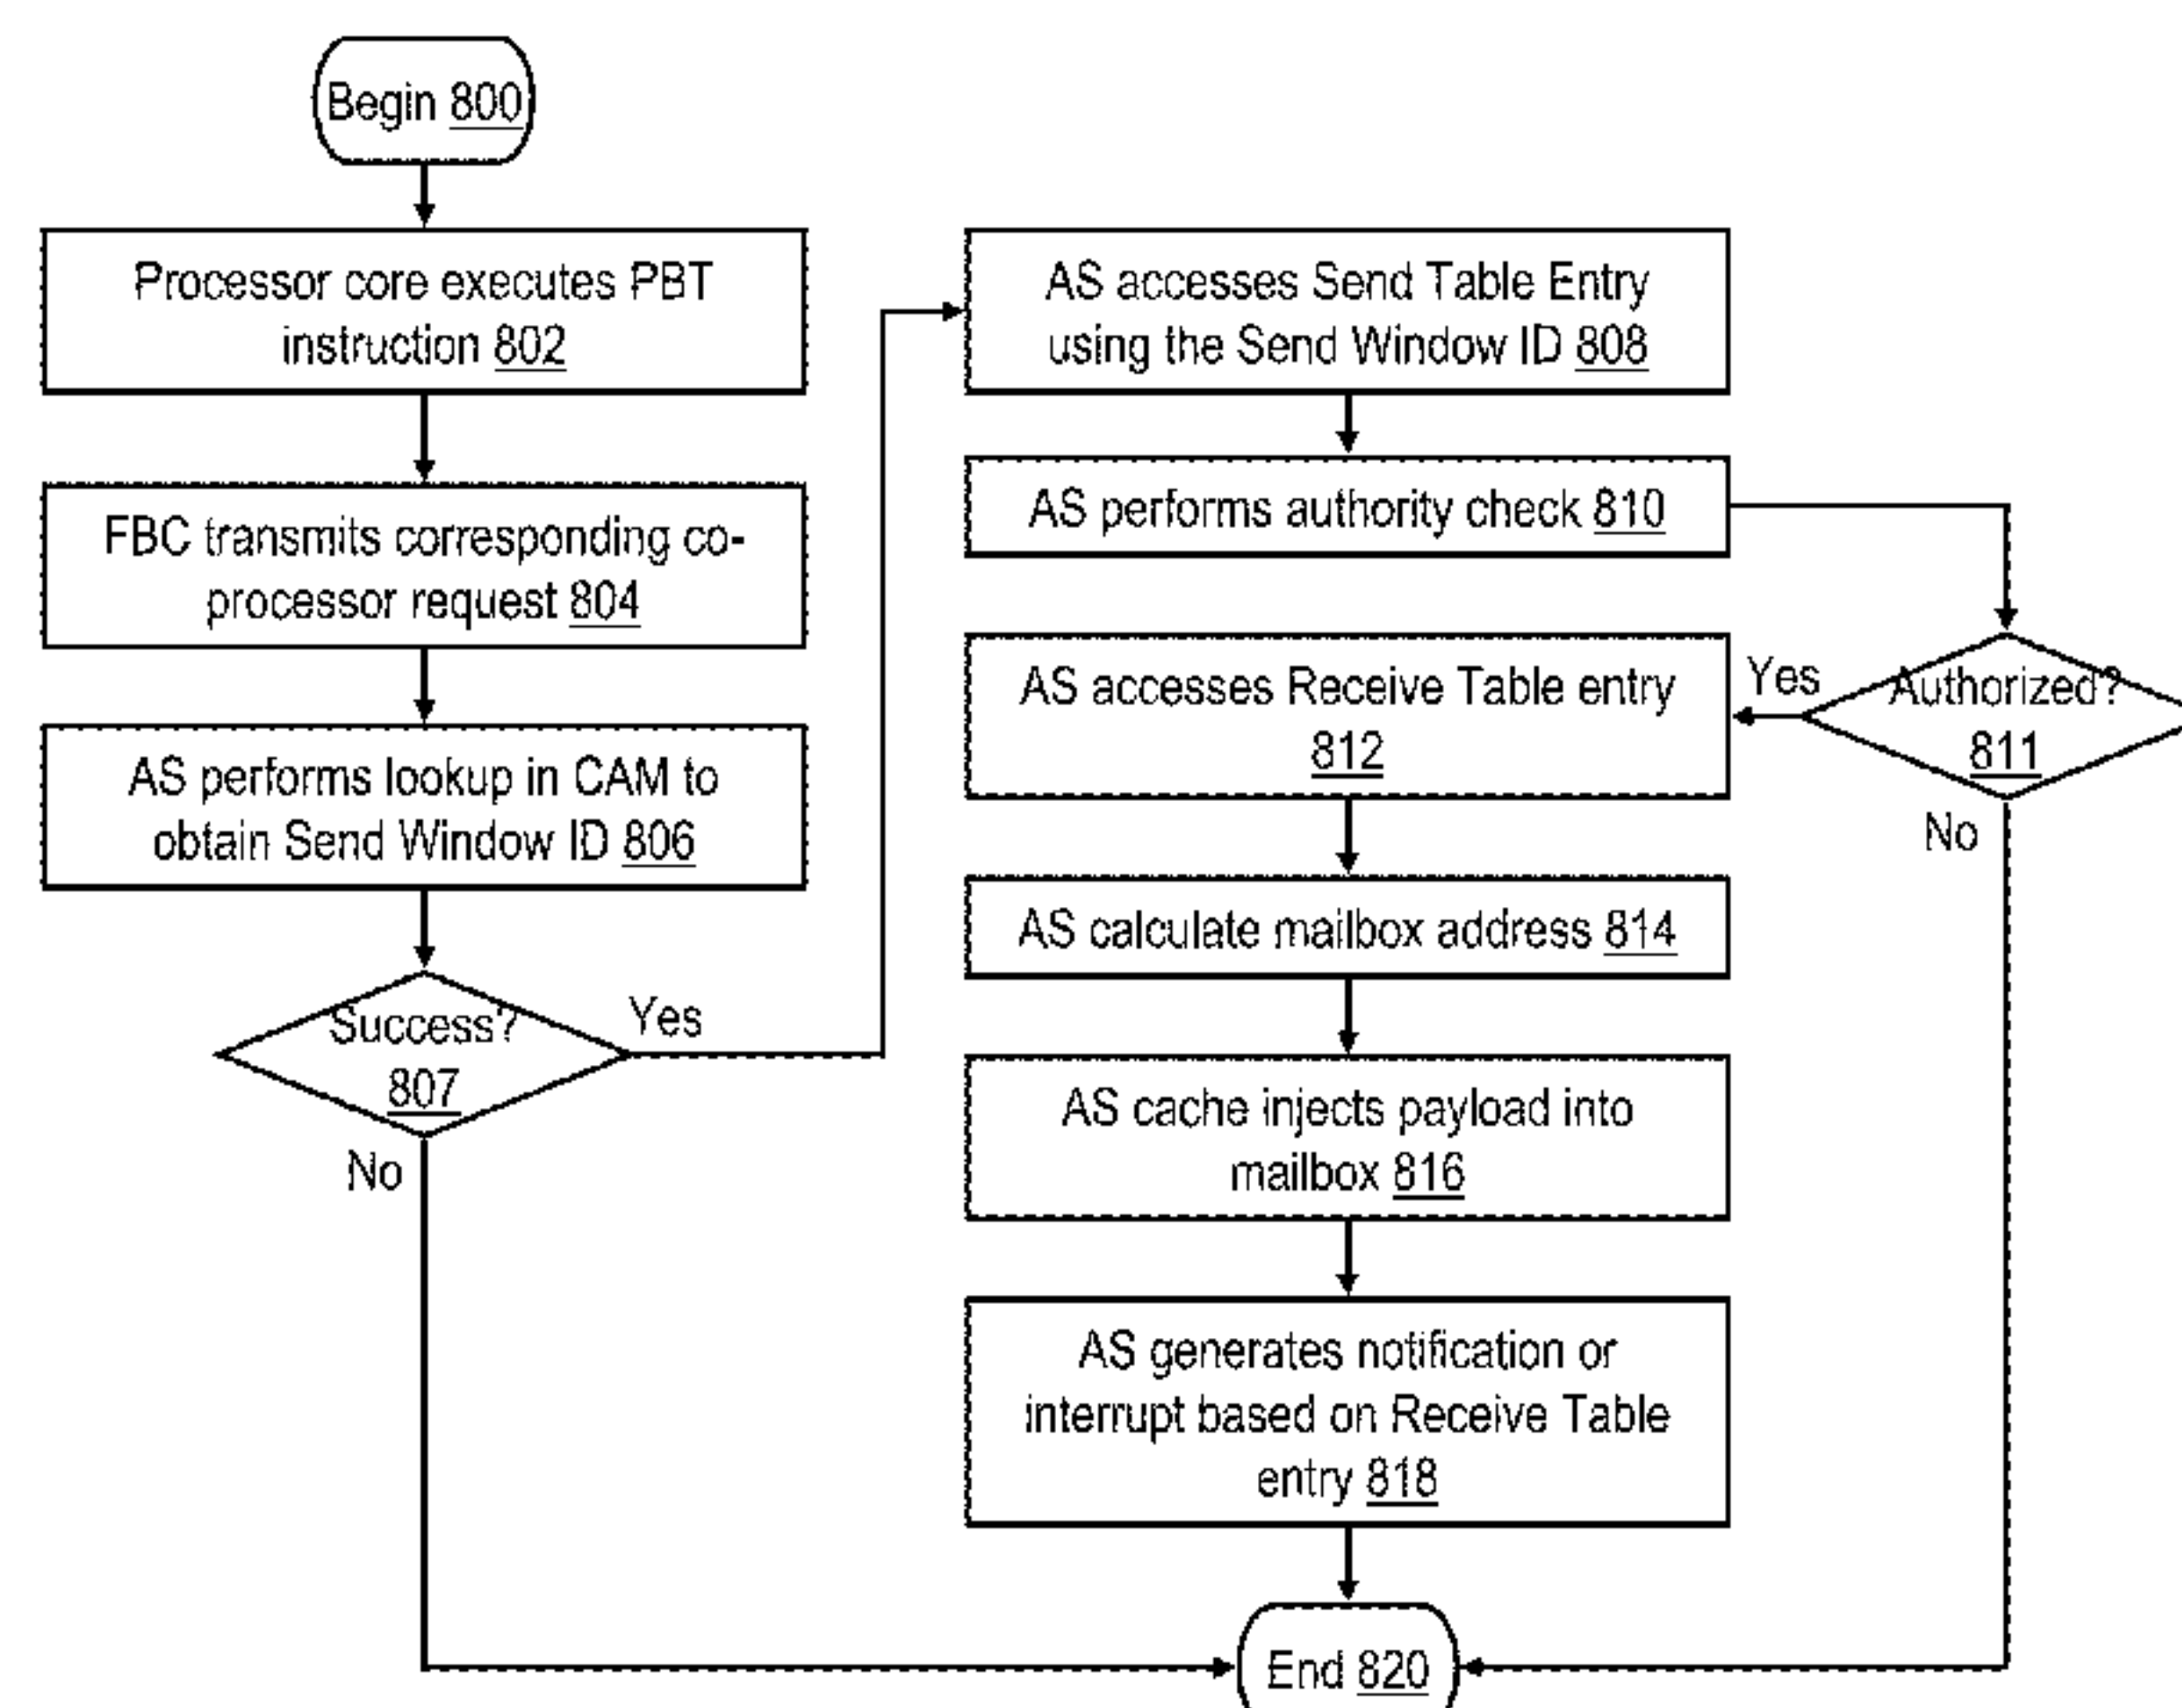 Begin 800
Processor core executes PBT
instruction 802
FBC transmits corresponding co-
processor request 804
AS performs lookup in CAM to
obtain Send Window ID 806
Success?
807
Yes
No
AS accesses Send Table Entry
using the Send Window ID 808
AS performs authority check 810
Authorized?
811
Yes
No
AS accesses Receive Table entry
812
AS calculate mailbox address 814
AS cache injects payload into
mailbox 816
AS generates notification or
interrupt based on Receive Table
entry 818
End 820